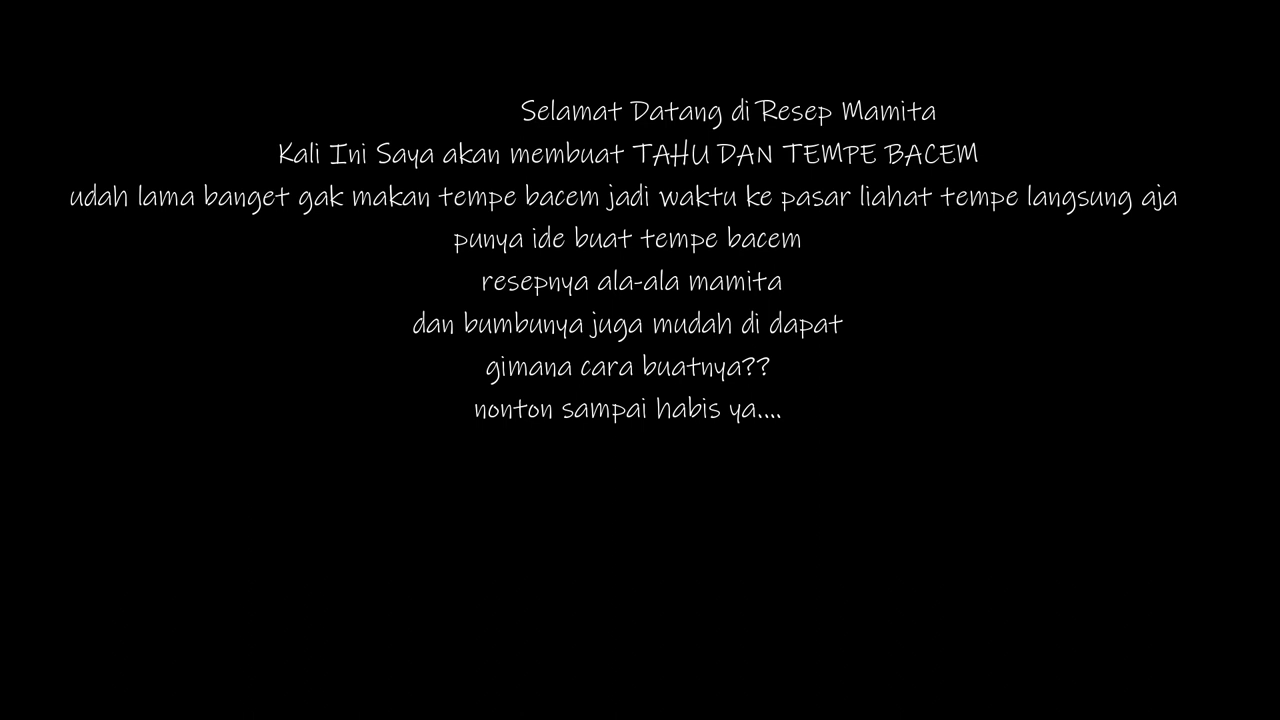 Selamat Datang di Resep Mamita
Kali Ini Saya akan membuat TAHU DAN TEMPE BACEM
udah lama banget gak makan tempe bacem jadi waktu ke pasar liahat tempe langsung aja
punya ide buat tempe bacem
resepnya ala-ala mamita
dan bumbunya juga mudah di dapat
gimana cara buatnya??
nonton sampai habis ya....